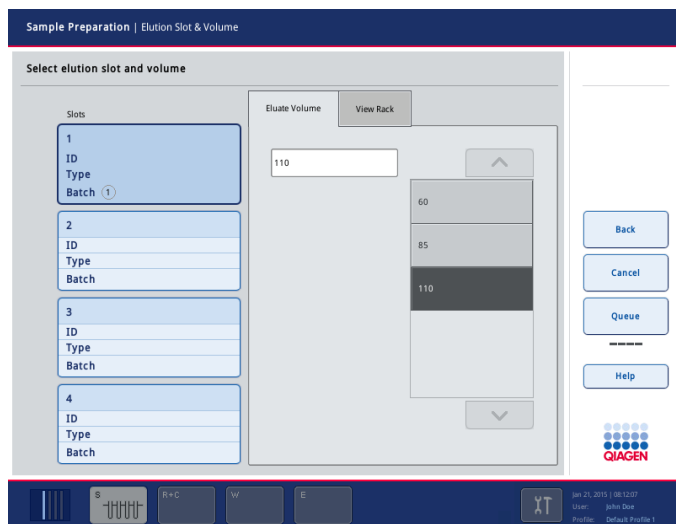 Sample Preparation | Elution Slot & Volume
Select elution slot and volume
Slots
1
ID
Type
Batch 1
2
ID
Type
Batch
3
ID
Type
Batch
4
ID
Type
Batch
Eluate Volume
View Rack
110
60
85
110
Back
Cancel
Queue
Help
QIAGEN
S
R+C
W
E
Jan 21, 2015 | 08:12:07
User: John Doe
Profile: Default Profile 1